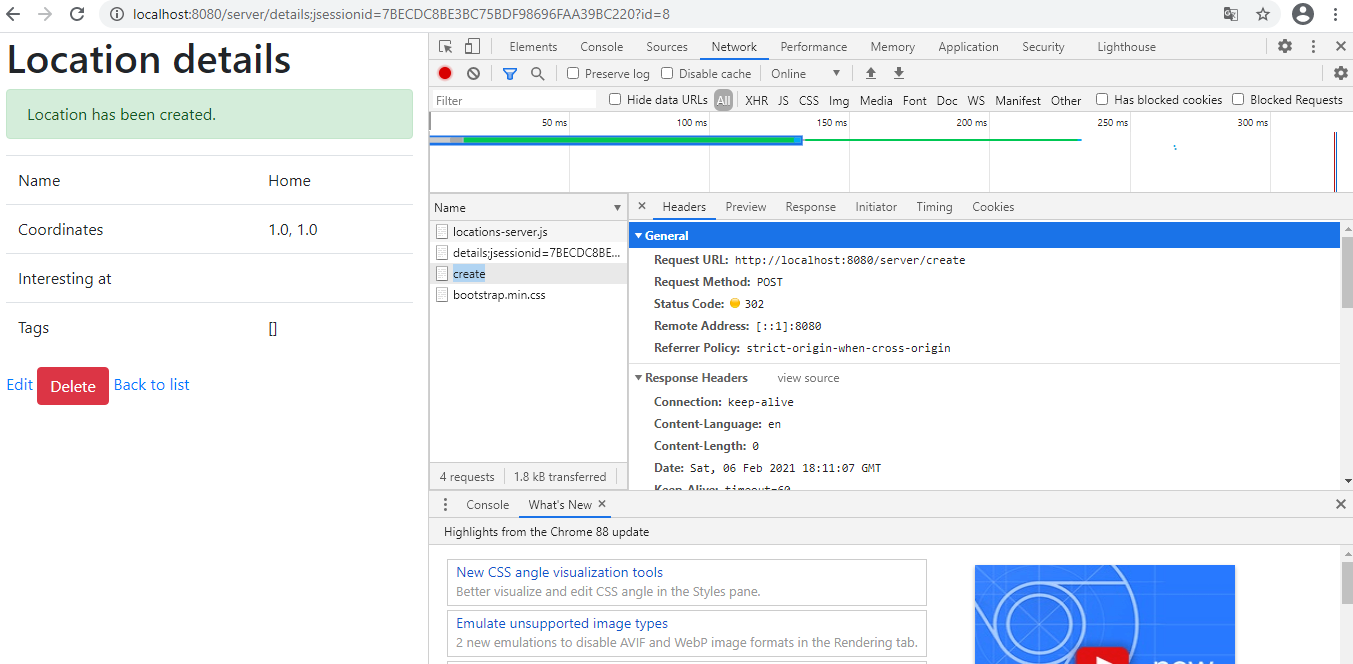 localhost:8080/server/details;jsessionid=7BECDC8BE3BC75BDF98696FAA39BC220?id=8
Location details
Location has been created.
Name Home
Coordinates 1.0, 1.0
Interesting at
Tags []
Edit Delete Back to list
Elements Console Sources Network Performance Memory Application Security Lighthouse
Preserve log Disable cache Online
Filter Hide data URLs All XHR JS CSS Img Media Font Doc WS Manifest Other Has blocked cookies Blocked Requests
50 ms 100 ms 150 ms 200 ms 250 ms 300 ms
Name
locations-server.js
details;jsessionid=7BECDC8BE...
create
bootstrap.min.css
4 requests 1.8 kB transferred
Headers Preview Response Initiator Timing Cookies
General
Request URL: http://localhost:8080/server/create
Request Method: POST
Status Code: 302
Remote Address: [::1]:8080
Referrer Policy: strict-origin-when-cross-origin
Response Headers view source
Connection: keep-alive
Content-Language: en
Content-Length: 0
Date: Sat, 06 Feb 2021 18:11:07 GMT
Keep-Alive: timeout=60
Console What's New
Highlights from the Chrome 88 update
New CSS angle visualization tools
Better visualize and edit CSS angle in the Styles pane.
Emulate unsupported image types
2 new emulations to disable AVIF and WebP image formats in the Rendering tab.
new